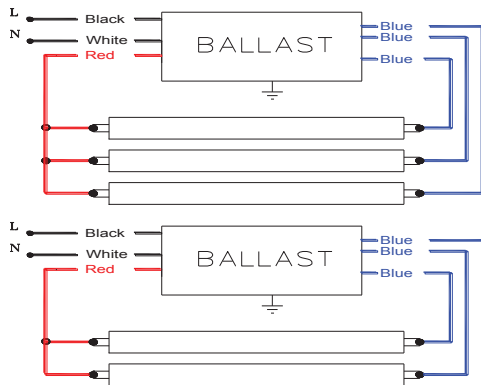 L Black Blue
BALLAST
N White Blue
Red Blue
L Black
Blue
N White BALLAST Blue
Red Blue